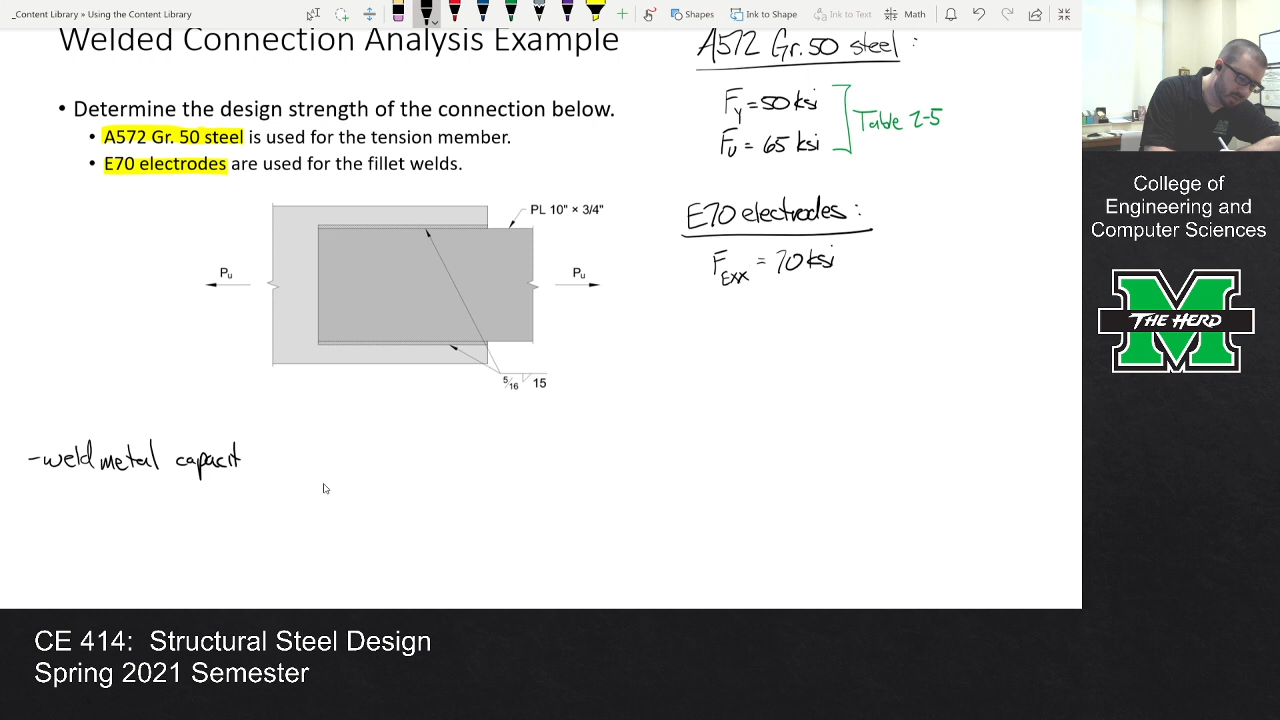 _Content Library » Using the Content Library
Shapes
Ink to Shape
Ink to Text
Math
Welded Connection Analysis Example
• Determine the design strength of the connection below.
• A572 Gr. 50 steel is used for the tension member.
• E70 electrodes are used for the fillet welds.
PL 10" × 3/4"
Pu
Pu
5/16 15
-weld metal capacit
A572 Gr. 50 steel :
Fy = 50 ksi
Fu = 65 ksi
Table 2-5
E70 electrodes :
FExx = 70 ksi
College of
Engineering and
Computer Sciences
M
THE HERD
CE 414: Structural Steel Design
Spring 2021 Semester